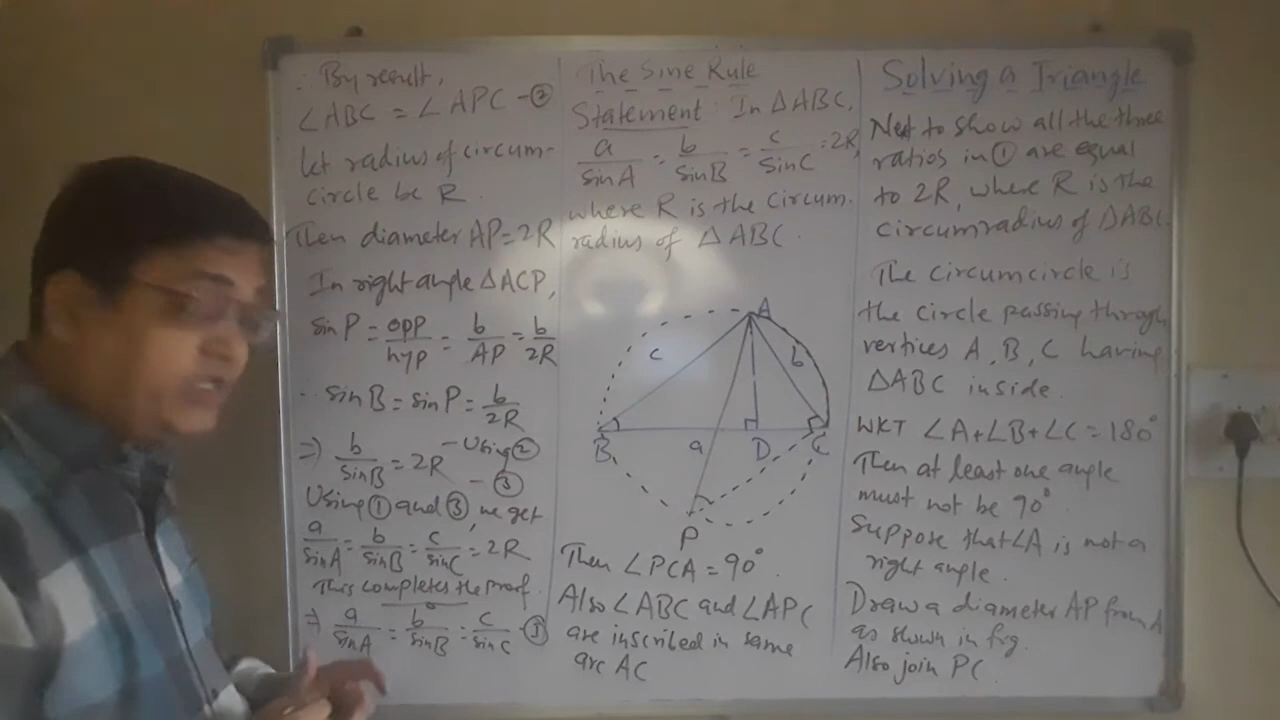 ∴ By result,
∠ABC = ∠APC -②
let radius of circum-
circle be R.
Then diameter AP=2R
In right angle △ACP,
sin P = opp/hyp = b/AP = b/2R
∴ sin B = sin P = b/2R
⇒ b/sin B = 2R - Using ②
- ③
Using ① and ③, we get
a/sin A = b/sin B = c/sin C = 2R
This completes the proof.
⇒ a/sin A = b/sin B = c/sin C -①
The Sine Rule
Statement: In △ABC,
a/sin A = b/sin B = c/sin C = 2R,
where R is the circum.
radius of △ABC.
A
c
b
B
a
D
C
P
Then ∠PCA = 90°.
Also ∠ABC and ∠APC
are inscribed in same
arc AC
Solving a Triangle
Next to show all the three
ratios in ① are equal
to 2R, where R is the
circumradius of △ABC.
The circumcircle is
the circle passing through
vertices A, B, C having
△ABC inside.
WKT ∠A+∠B+∠C = 180°
Then at least one angle
must not be 90°
Suppose that ∠A is not a
right angle.
Draw a diameter AP from A
as shown in fig.
Also join PC.